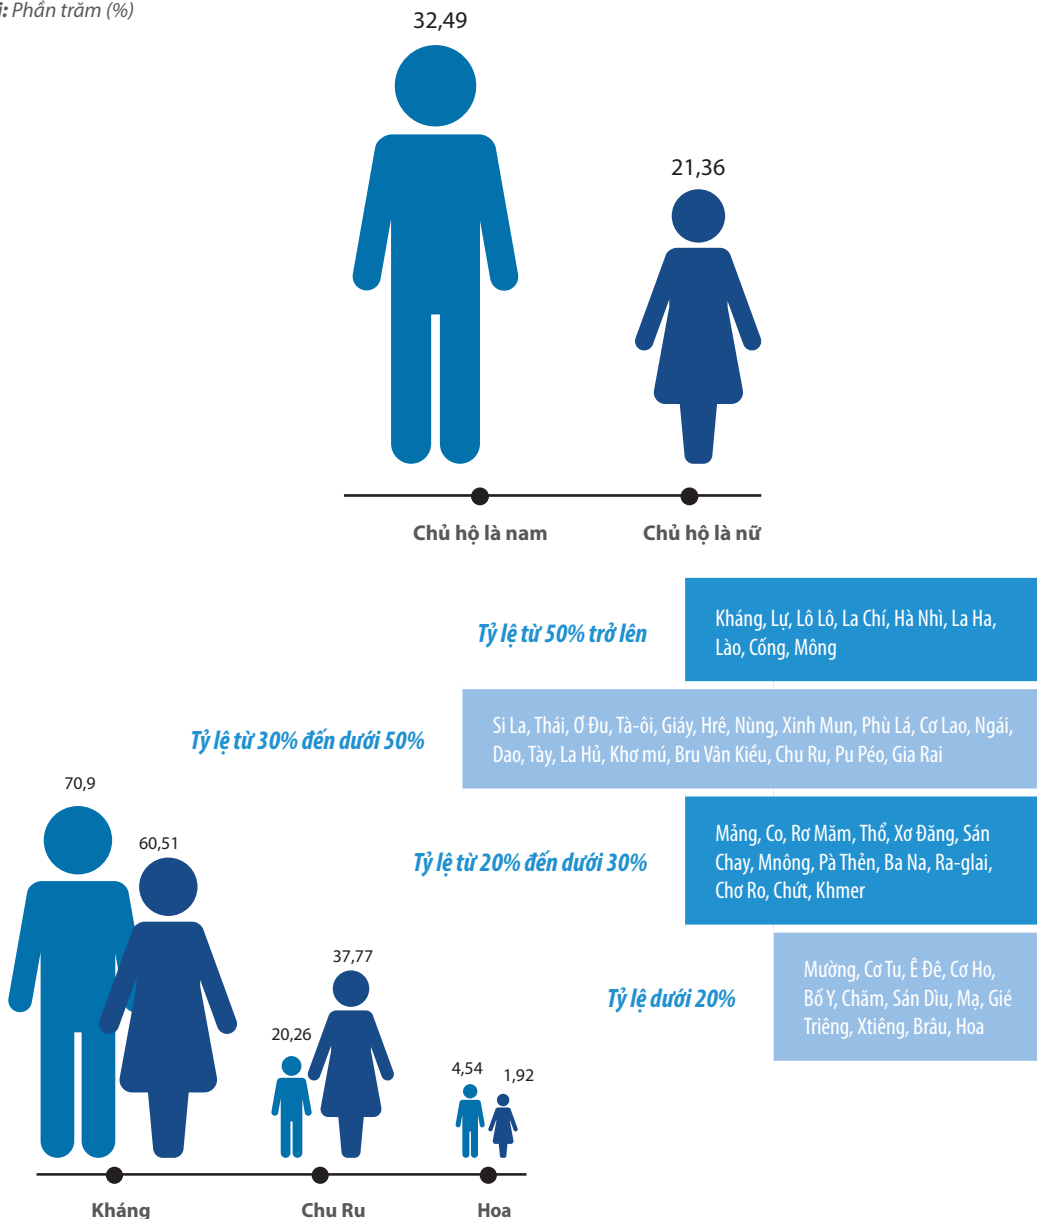 i: Phần trăm (%)
32,49
21,36
Chủ hộ là nam
Chủ hộ là nữ
Tỷ lệ từ 50% trở lên
Kháng, Lự, Lô Lô, La Chí, Hà Nhì, La Ha,
Lào, Cống, Mông
Tỷ lệ từ 30% đến dưới 50%
Si La, Thái, Ơ Đu, Tà-ôi, Giáy, Hrê, Nùng, Xinh Mun, Phù Lá, Cơ Lao, Ngái,
Dao, Tày, La Hủ, Khơ mú, Bru Vân Kiều, Chu Ru, Pu Péo, Gia Rai
Tỷ lệ từ 20% đến dưới 30%
Mảng, Co, Rơ Măm, Thổ, Xơ Đăng, Sán
Chay, Mnông, Pà Thẻn, Ba Na, Ra-glai,
Chơ Ro, Chứt, Khmer
Tỷ lệ dưới 20%
Mường, Cơ Tu, Ê Đê, Cơ Ho,
Bố Y, Chăm, Sán Dìu, Mạ, Gié
Triêng, Xtiêng, Brâu, Hoa
70,9
60,51
20,26
37,77
4,54
1,92
Kháng
Chu Ru
Hoa